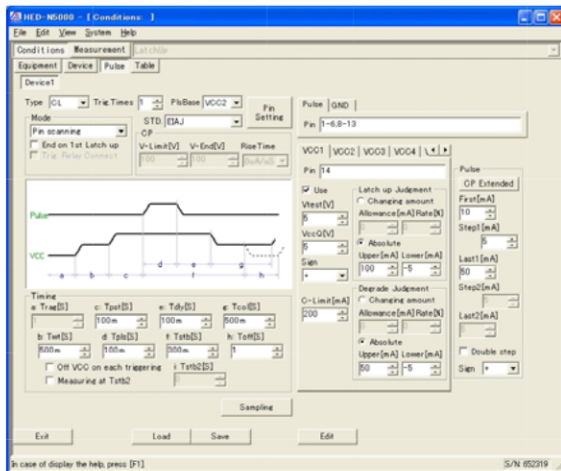 HED-N5000 - [ Conditions: ]
File Edit View System Help
Conditions Measurement LatchUp
Equipment Device Pulse Table
Device1
Type CL Trig.Times 1 PlsBase VCC2
STD. EIAJ
Pin Setting
Mode
Pin scanning
End on 1st Latch up
Trig. Relay Connect
CP
V-Limit[V] V-End[V] RiseTime
100 100
Pulse
VCC
a b c d e f g h
Timing
a: Trag[S] c: Tpst[S] e: Tdly[S] g: Tcol[S]
1 100m 100m 500m
b: Twt[S] d: Tpls[S] f: Tstb[S] h: Toff[S]
500m 100m 300m 1
Off VCC on each triggering i: Tstb2[S]
Measuring at Tstb2
Sampling
Pulse GND
Pin 1-6,8-13
VCC1 VCC2 VCC3 VCC4
Pin 14
Use
Vtest[V]
5
VccQ[V]
5
Sign
+
C-Limit[mA]
200
Latch up Judgment
Changing amount
Allowance[mA] Rate[%]
Absolute
Upper[mA] Lower[mA]
100 -5
Degrade Judgment
Changing amount
Allowance[mA] Rate[%]
Absolute
Upper[mA] Lower[mA]
50 -5
Pulse
CP Extended
First[mA]
10
Step1[mA]
5
Last1[mA]
50
Step2[mA]
Last2[mA]
Double step
Sign +
Exit Load Save Edit
In case of display the help, press [F1]. S/N: 652319